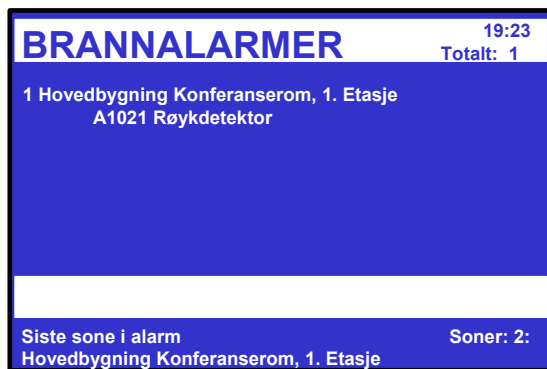 BRANNALARMER
19:23
Totalt: 1
1 Hovedbygning Konferanserom, 1. Etasje
A1021 Røykdetektor
Siste sone i alarm
Soner: 2:
Hovedbygning Konferanserom, 1. Etasje